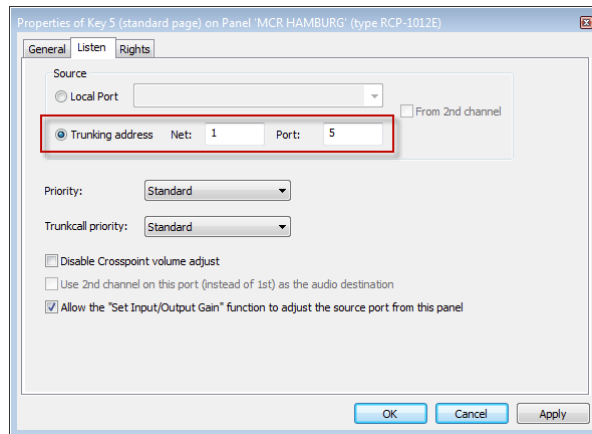 Properties of Key 5 (standard page) on Panel 'MCR HAMBURG' (type RCP-1012E)
General Listen Rights
Source
Local Port
From 2nd channel
Trunking address Net: 1 Port: 5
Priority: Standard
Trunkcall priority: Standard
Disable Crosspoint volume adjust
Use 2nd channel on this port (instead of 1st) as the audio destination
Allow the "Set Input/Output Gain" function to adjust the source port from this panel
OK Cancel Apply